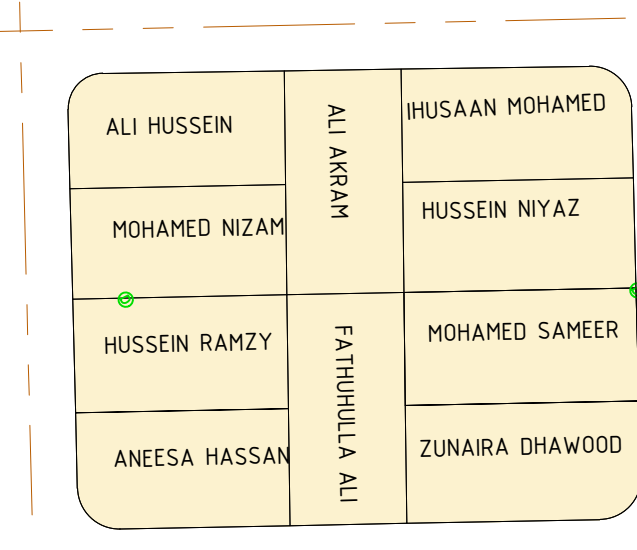 ALI HUSSEIN
MOHAMED NIZAM
HUSSEIN RAMZY
ANEESA HASSAN
ALI AKRAM
FATHUHULLA ALI
IHUSAAN MOHAMED
HUSSEIN NIYAZ
MOHAMED SAMEER
ZUNAIRA DHAWOOD